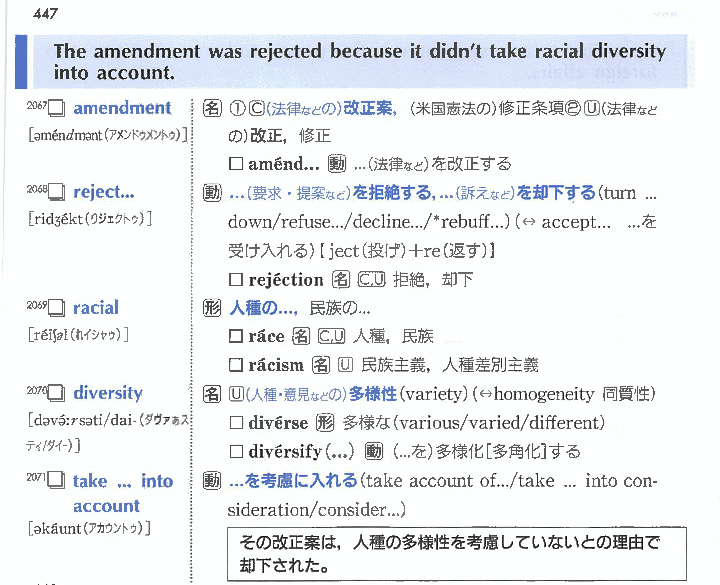 447
The amendment was rejected because it didn't take racial diversity
into account.
2067 □ amendment
[əméndmənt(アメンドゥメントゥ)]
名 ①Ⓒ(法律などの)改正案, (米国憲法の)修正条項②Ⓤ(法律など
の)改正, 修正
□ aménd... 動 ...(法律など)を改正する
2068 □ reject...
[ridʒékt(ゥリジェクトゥ)]
動 ...(要求・提案など)を拒絶する, ...(訴えなど)を却下する(turn ...
down/refuse.../decline.../*rebuff...) (⇔ accept... ...を
受け入れる) [ject(投げ)+re(返す)]
□ rejéction 名 C,U 拒絶, 却下
2069 □ racial
[réiʃəl(ゥレイシャゥ)]
形 人種の..., 民族の...
□ ráce 名 C,U 人種, 民族
□ rácism 名 U 民族主義, 人種差別主義
2070 □ diversity
[dəvə́ːrsəti/dai-(ダヴァぁス
ティ/ダイ-)]
名 U(人種・意見などの)多様性(variety) (⇔homogeneity 同質性)
□ divérse 形 多様な(various/varied/different)
□ divérsify(...) 動 (...を)多様化[多角化]する
2071 □ take ... into
account
[əkáunt(アカウントゥ)]
動 ...を考慮に入れる(take account of.../take ... into con-
sideration/consider...)
その改正案は, 人種の多様性を考慮していないとの理由で
却下された。